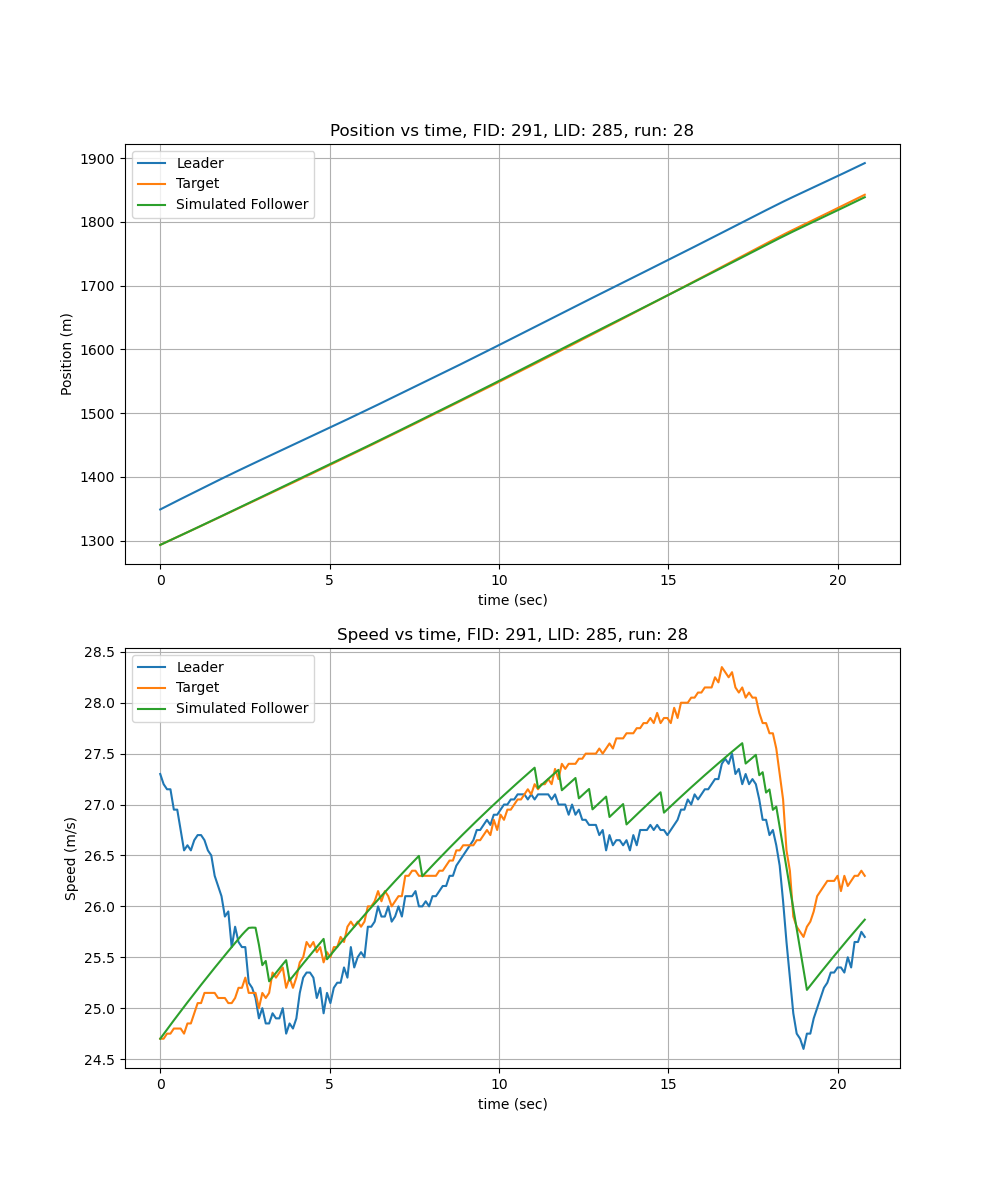 Position vs time, FID: 291, LID: 285, run: 28
Leader
Target
Simulated Follower
1900
1800
1700
1600
1500
1400
1300
Position (m)
0 5 10 15 20
time (sec)
Speed vs time, FID: 291, LID: 285, run: 28
Leader
Target
Simulated Follower
28.5
28.0
27.5
27.0
26.5
26.0
25.5
25.0
24.5
Speed (m/s)
0 5 10 15 20
time (sec)